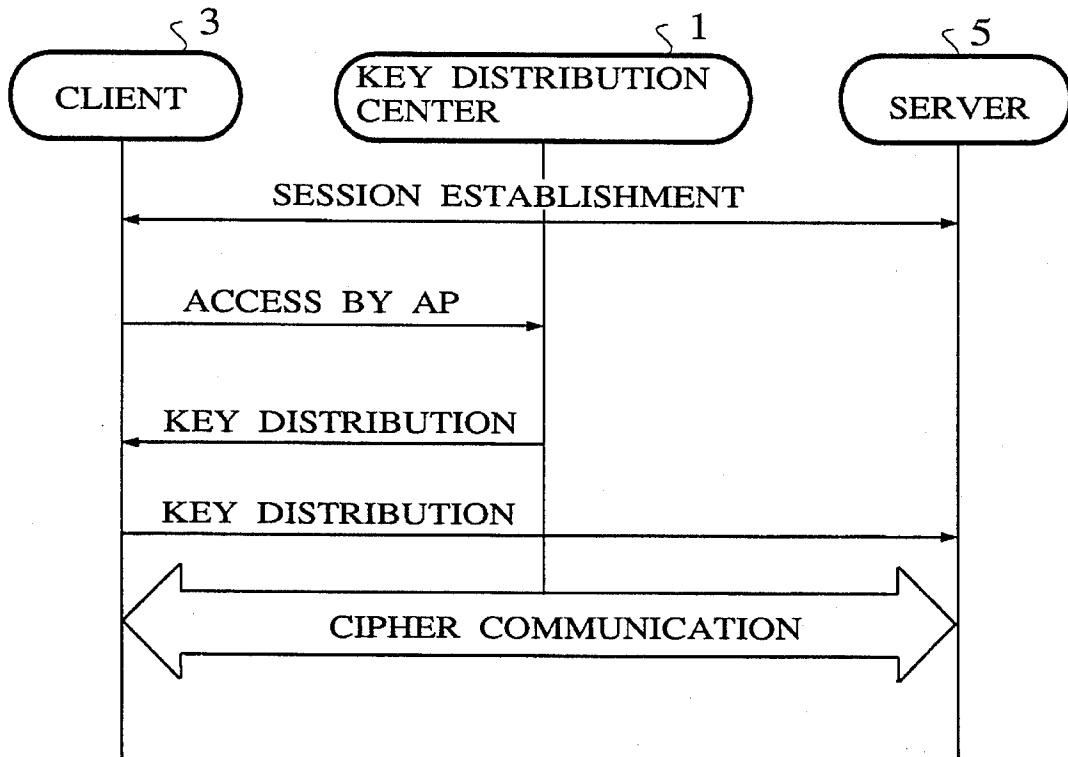 3
1
5
CLIENT
KEY DISTRIBUTION
CENTER
SERVER
SESSION ESTABLISHMENT
ACCESS BY AP
KEY DISTRIBUTION
KEY DISTRIBUTION
CIPHER COMMUNICATION